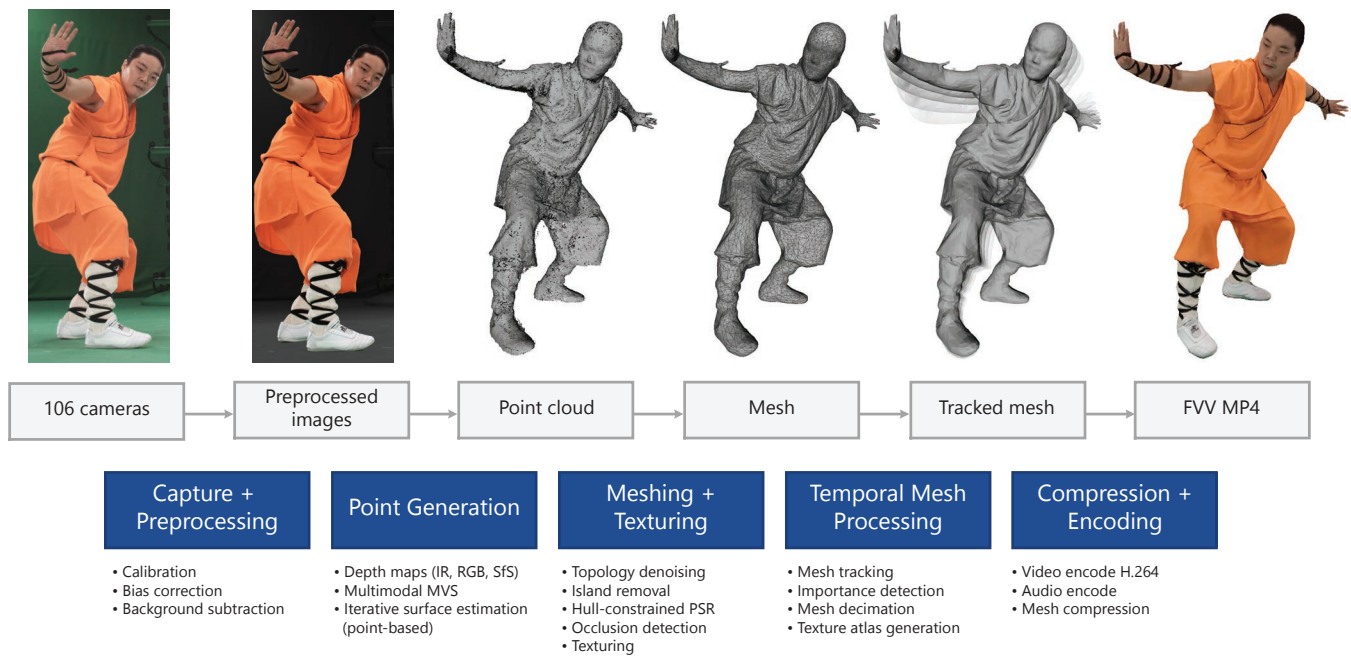 106 cameras
Preprocessed
images
Point cloud
Mesh
Tracked mesh
FVV MP4
Capture +
Preprocessing
• Calibration
• Bias correction
• Background subtraction
Point Generation
• Depth maps (IR, RGB, SfS)
• Multimodal MVS
• Iterative surface estimation
(point-based)
Meshing +
Texturing
• Topology denoising
• Island removal
• Hull-constrained PSR
• Occlusion detection
• Texturing
Temporal Mesh
Processing
• Mesh tracking
• Importance detection
• Mesh decimation
• Texture atlas generation
Compression +
Encoding
• Video encode H.264
• Audio encode
• Mesh compression